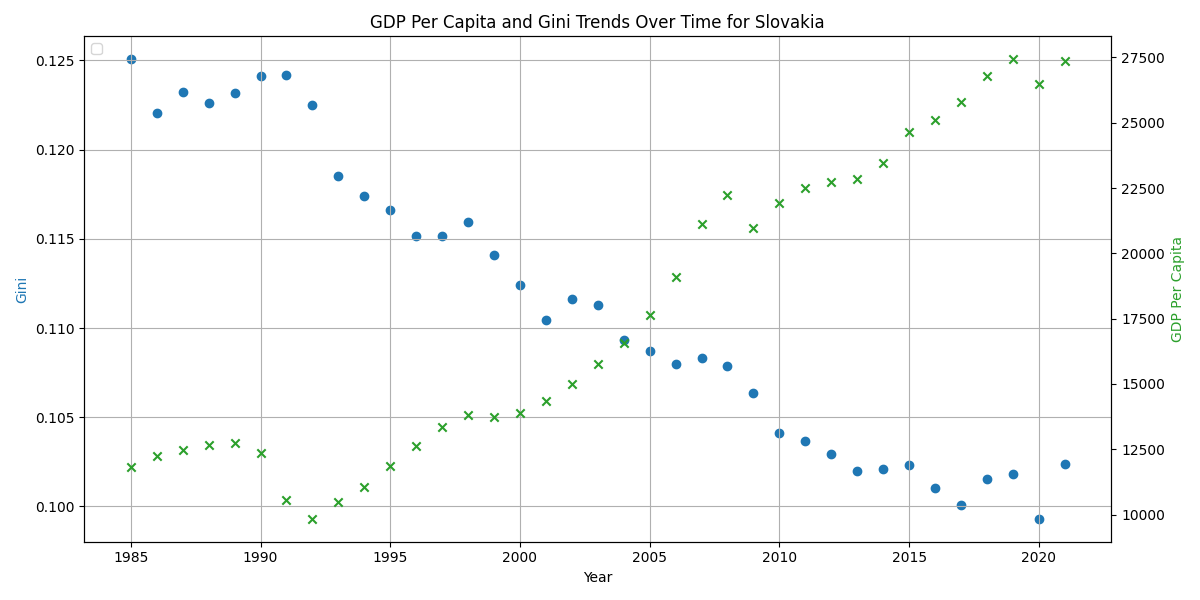 GDP Per Capita and Gini Trends Over Time for Slovakia
0.125
0.120
0.115
0.110
0.105
0.100
Gini
27500
25000
22500
20000
17500
15000
12500
10000
GDP Per Capita
1985 1990 1995 2000 2005 2010 2015 2020
Year